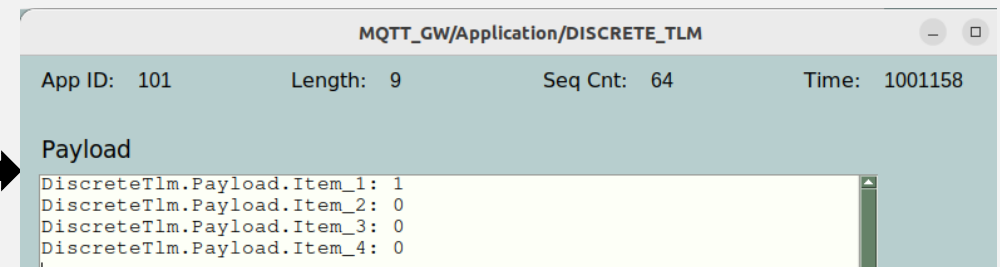 MQTT_GW/Application/DISCRETE_TLM
App ID: 101 Length: 9 Seq Cnt: 64 Time: 1001158
Payload
DiscreteTlm.Payload.Item_1: 1
DiscreteTlm.Payload.Item_2: 0
DiscreteTlm.Payload.Item_3: 0
DiscreteTlm.Payload.Item_4: 0